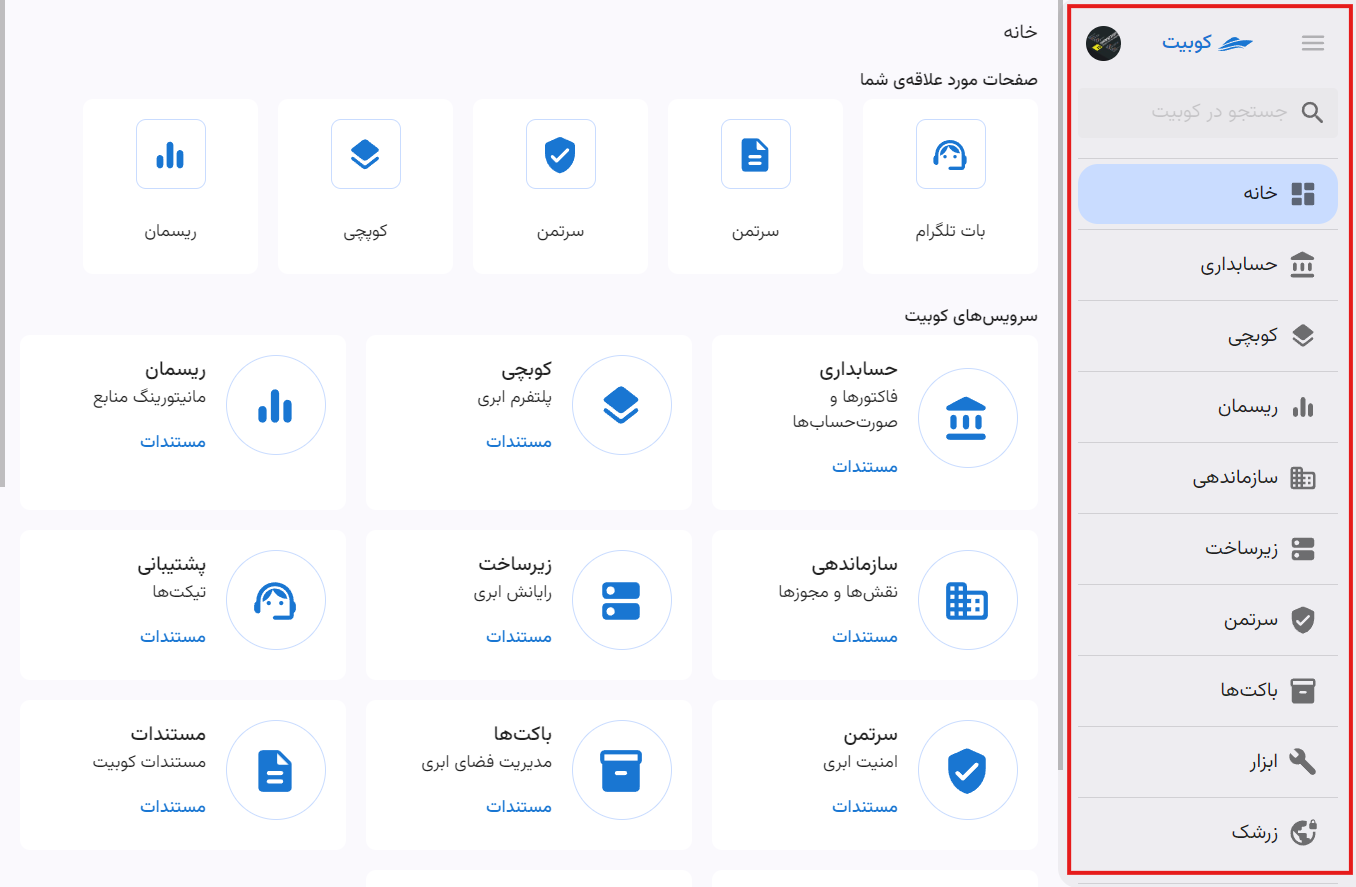 کوبیت
جستجو در کوبیت
خانه
حسابداری
کوبچی
ریسمان
سازماندهی
زیرساخت
سرتمن
باکت‌ها
ابزار
زرشک
خانه
صفحات مورد علاقه‌ی شما
بات تلگرام
سرتمن
سرتمن
کوپچی
ریسمان
سرویس‌های کوبیت
حسابداری
فاکتورها و
صورت‌حساب‌ها
مستندات
کوبچی
پلتفرم ابری
مستندات
ریسمان
مانیتورینگ منابع
مستندات
سازماندهی
نقش‌ها و مجوزها
مستندات
زیرساخت
رایانش ابری
مستندات
پشتیبانی
تیکت‌ها
مستندات
سرتمن
امنیت ابری
مستندات
باکت‌ها
مدیریت فضای ابری
مستندات
مستندات
مستندات کوبیت
مستندات